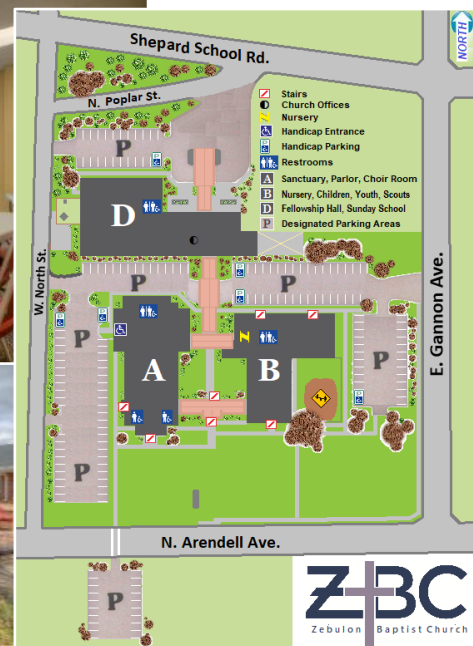 Shepard School Rd.
NORTH
N. Poplar St.
Stairs
Church Offices
N Nursery
Handicap Entrance
P Handicap Parking
Restrooms
A Sanctuary, Parlor, Choir Room
B Nursery, Children, Youth, Scouts
D Fellowship Hall, Sunday School
P Designated Parking Areas
P
P
D
W. North St.
E. Gannon Ave.
P
P
P
P
P
N
P
A
B
P
P
P
P
N. Arendell Ave.
P
ZBC
Zebulon Baptist Church